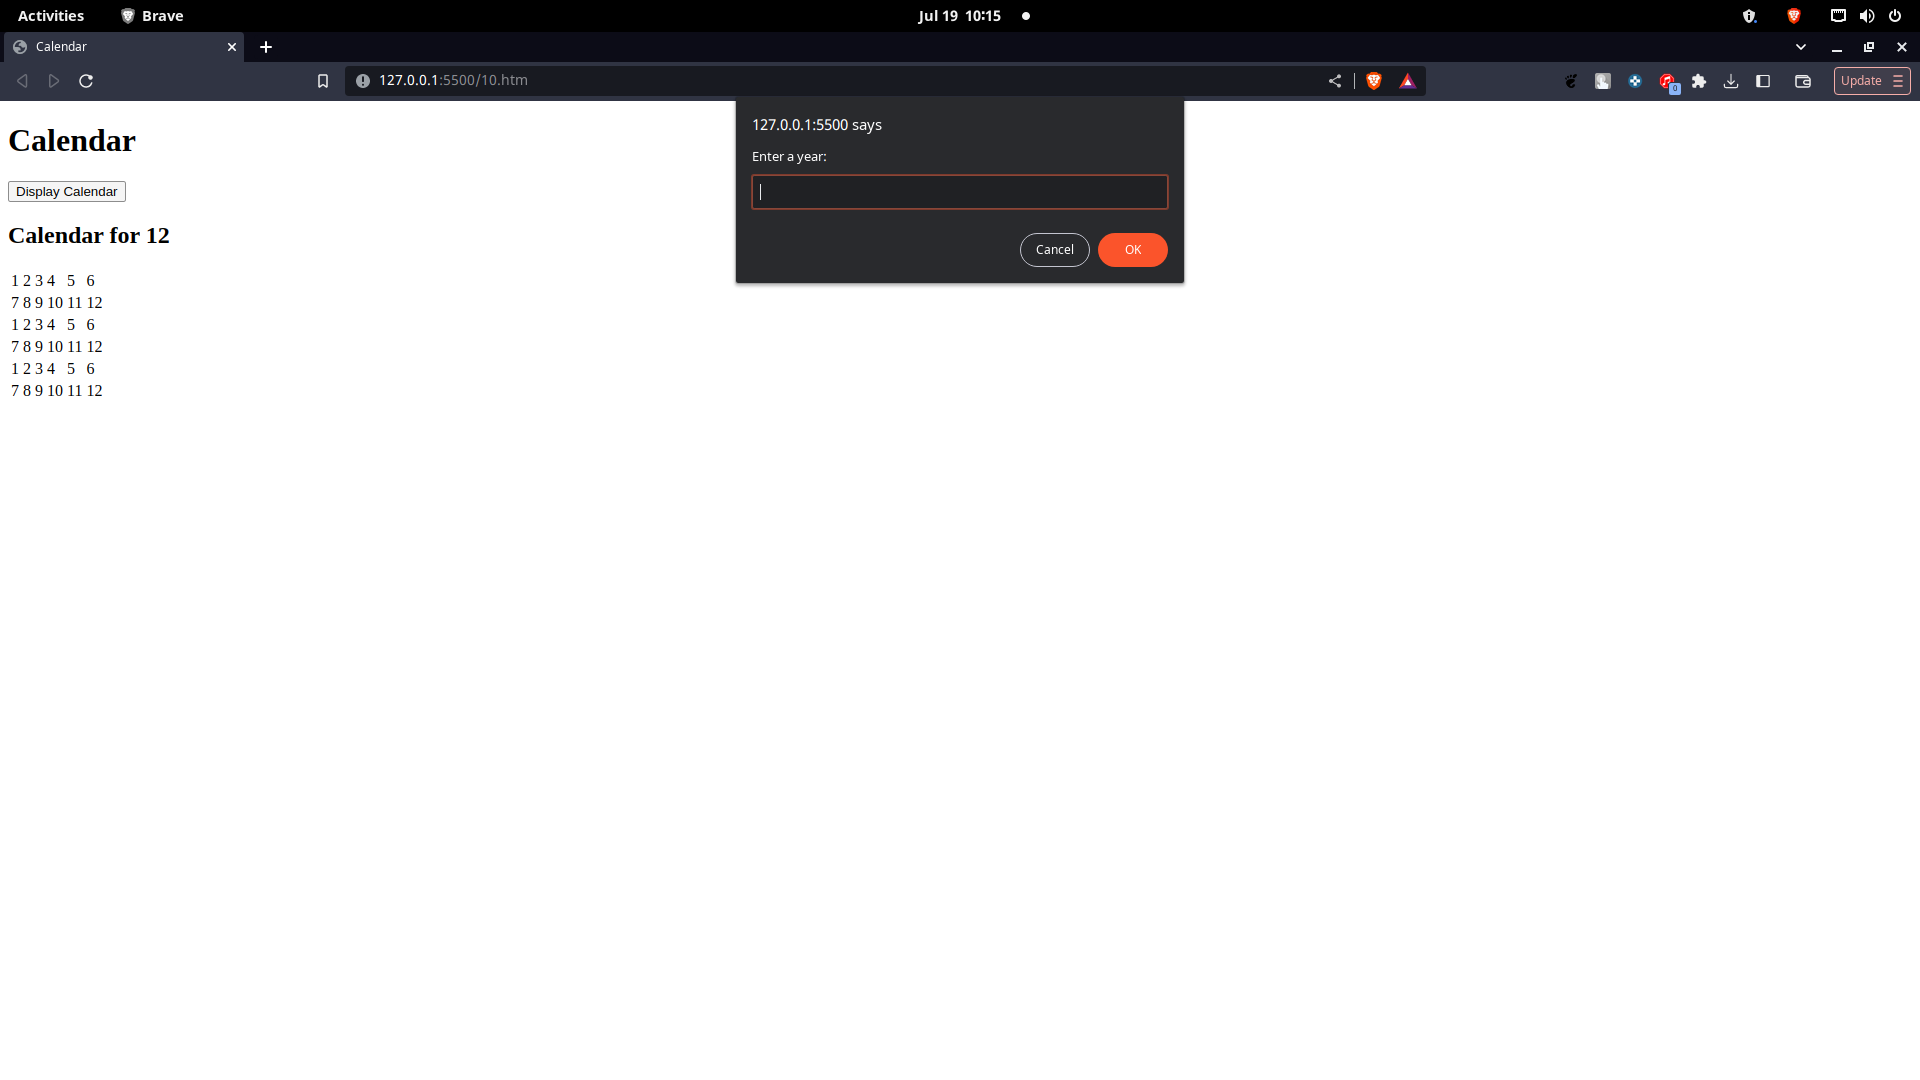 Activities Brave Jul 19 10:15
Calendar
127.0.0.1:5500/10.htm 0 Update
127.0.0.1:5500 says
Enter a year:
Cancel OK
Calendar
Display Calendar
Calendar for 12
1 2 3 4 5 6
7 8 9 10 11 12
1 2 3 4 5 6
7 8 9 10 11 12
1 2 3 4 5 6
7 8 9 10 11 12